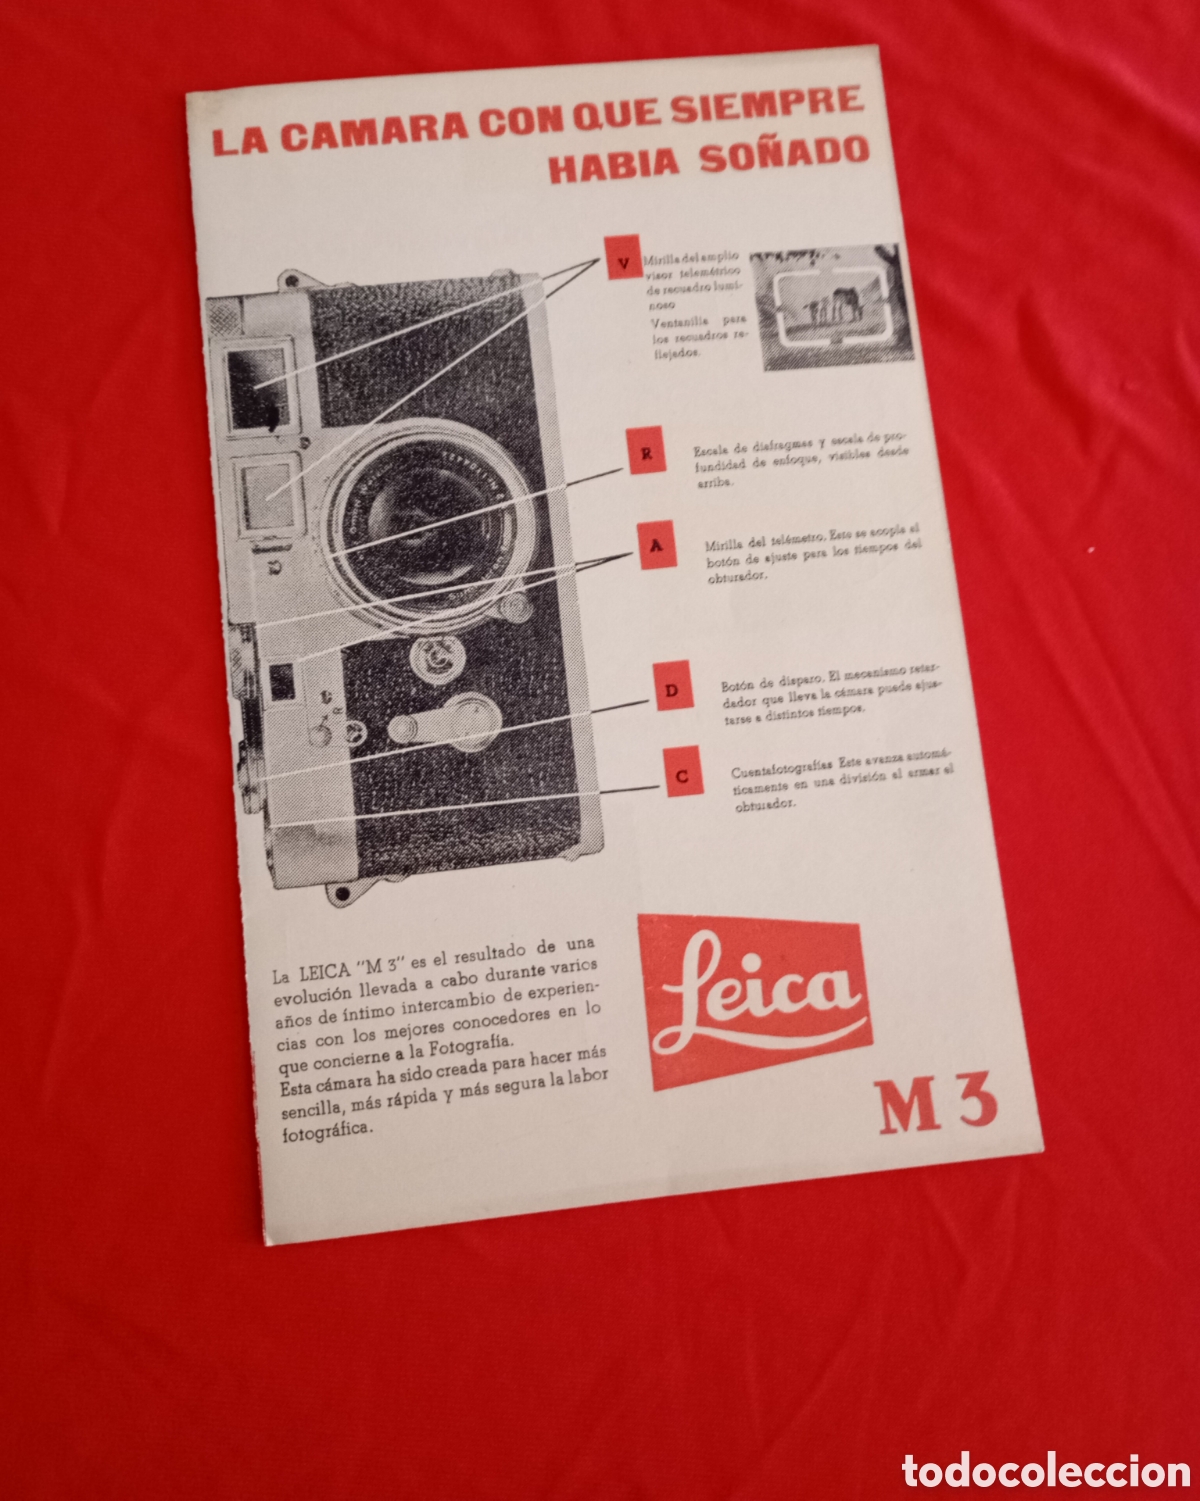 LA CAMARA CON QUE SIEMPRE
HABIA SOÑADO
V
Mirilla del amplio
visor telemétrico
de recuadro lumi-
noso
Ventanilla para
los recuadros re-
flejados.
R
Escala de diafragmas y escala de pro-
fundidad de enfoque, visibles desde
arriba.
A
Mirilla del telémetro. Este se acopla al
botón de ajuste para los tiempos del
obturador.
D
Botón de disparo. El mecanismo retar-
dador que lleva la cámara puede ajus-
tarse a distintos tiempos.
C
Cuentafotografías Este avanza automá-
ticamente en una división al armar el
obturador.
La LEICA "M 3" es el resultado de una
evolución llevada a cabo durante varios
años de íntimo intercambio de experien-
cias con los mejores conocedores en lo
que concierne a la Fotografía.
Esta cámara ha sido creada para hacer más
sencilla, más rápida y más segura la labor
fotográfica.
Leica
M 3
todocoleccion